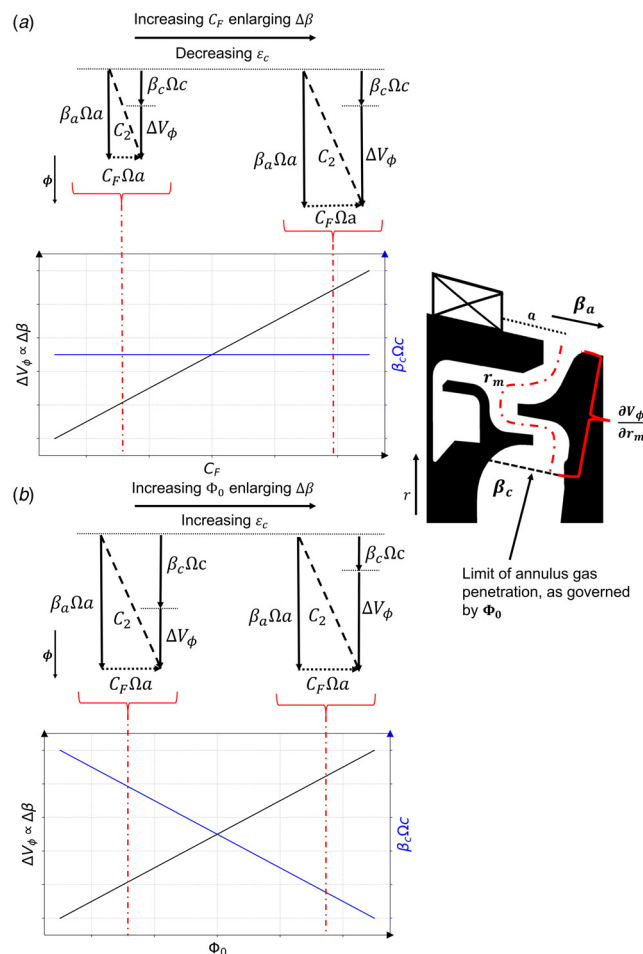 (a)
Increasing C_F enlarging Δβ
Decreasing ε_c
β_cΩc
β_aΩa
C_2
ΔV_ϕ
C_FΩa
ϕ
β_cΩc
β_aΩa
C_2
ΔV_ϕ
C_FΩa
ΔV_ϕ ∝ Δβ
β_cΩc
C_F
a
β_a
r_m
∂V_ϕ
∂r_m
β_c
r
Limit of annulus gas
penetration, as governed
by Φ_0
(b)
Increasing Φ_0 enlarging Δβ
Increasing ε_c
β_cΩc
β_aΩa
C_2
ΔV_ϕ
C_FΩa
ϕ
β_cΩc
β_aΩa
C_2
ΔV_ϕ
C_FΩa
ΔV_ϕ ∝ Δβ
β_cΩc
Φ_0